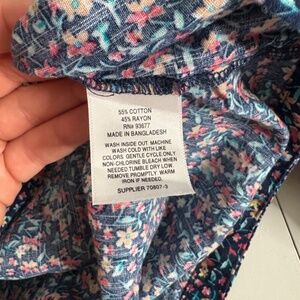 55% COTTON
45% RAYON
RN# 93677
MADE IN BANGLADESH
WASH INSIDE OUT. MACHINE
WASH COLD WITH LIKE
COLORS. GENTLE CYCLE ONLY
NON-CHLORINE BLEACH WHEN
NEEDED TUMBLE DRY LOW
REMOVE PROMPTLY. WARM
IRON IF NEEDED.
SUPPLIER 70807-3